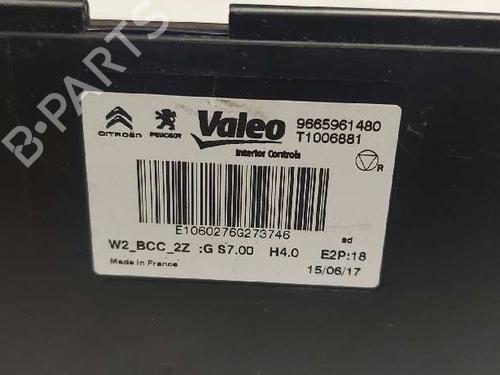 B-PARTS
CITROËN PEUGEOT Valeo 9665961480
T1006881
Interior Controls
R
E1060276G273746
ad
W2_BCC_2Z :G S7.00 H4.0 E2P:18
Made in France 15/06/17